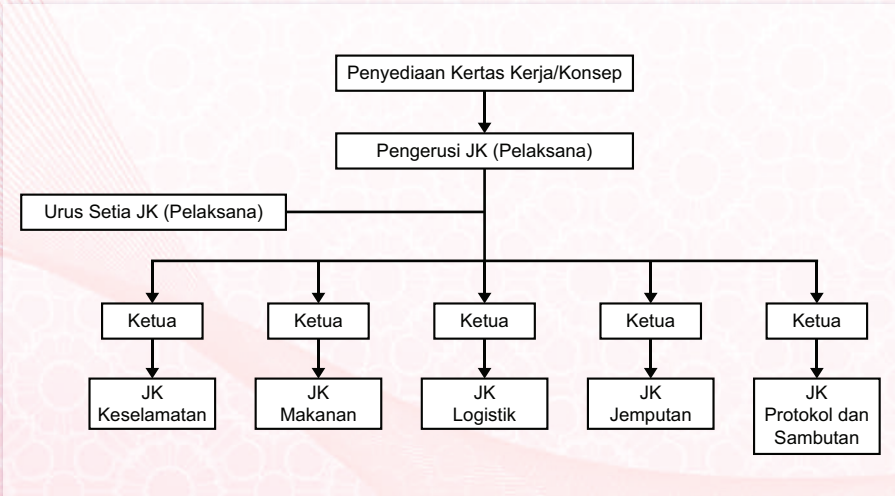 Penyediaan Kertas Kerja/Konsep
Pengerusi JK (Pelaksana)
Urus Setia JK (Pelaksana)
Ketua
Ketua
Ketua
Ketua
Ketua
JK
Keselamatan
JK
Makanan
JK
Logistik
JK
Jemputan
JK
Protokol dan
Sambutan